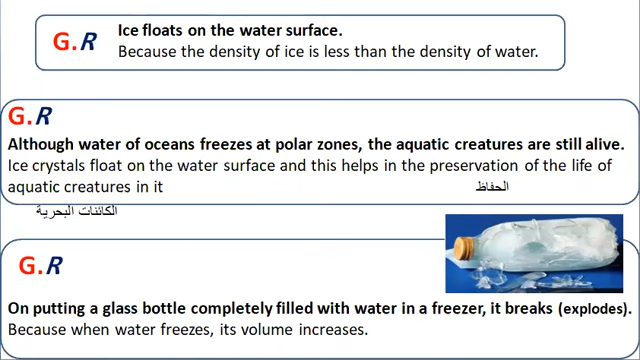 G.R
Ice floats on the water surface.
Because the density of ice is less than the density of water.
G.R
Although water of oceans freezes at polar zones, the aquatic creatures are still alive.
Ice crystals float on the water surface and this helps in the preservation of the life of
aquatic creatures in it
الحفاظ
الكائنات البحرية
G.R
On putting a glass bottle completely filled with water in a freezer, it breaks (explodes).
Because when water freezes, its volume increases.